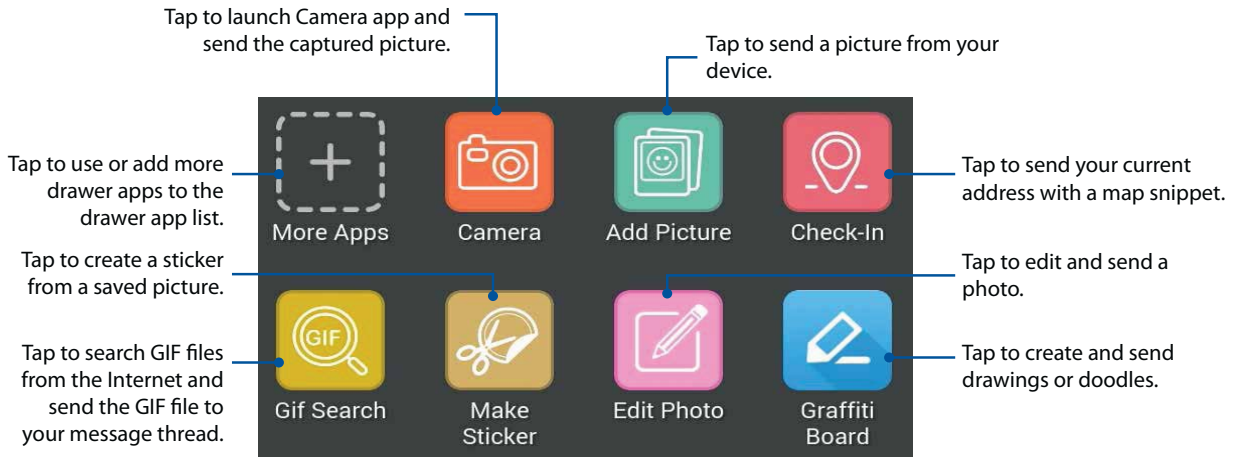 Tap to launch Camera app and
send the captured picture.
Tap to send a picture from your
device.
Tap to use or add more
drawer apps to the
drawer app list.
Tap to send your current
address with a map snippet.
More Apps
Camera
Add Picture
Check-In
Tap to create a sticker
from a saved picture.
Tap to edit and send a
photo.
GIF
Tap to search GIF files
from the Internet and
send the GIF file to
your message thread.
Tap to create and send
drawings or doodles.
Gif Search
Make
Sticker
Edit Photo
Graffiti
Board